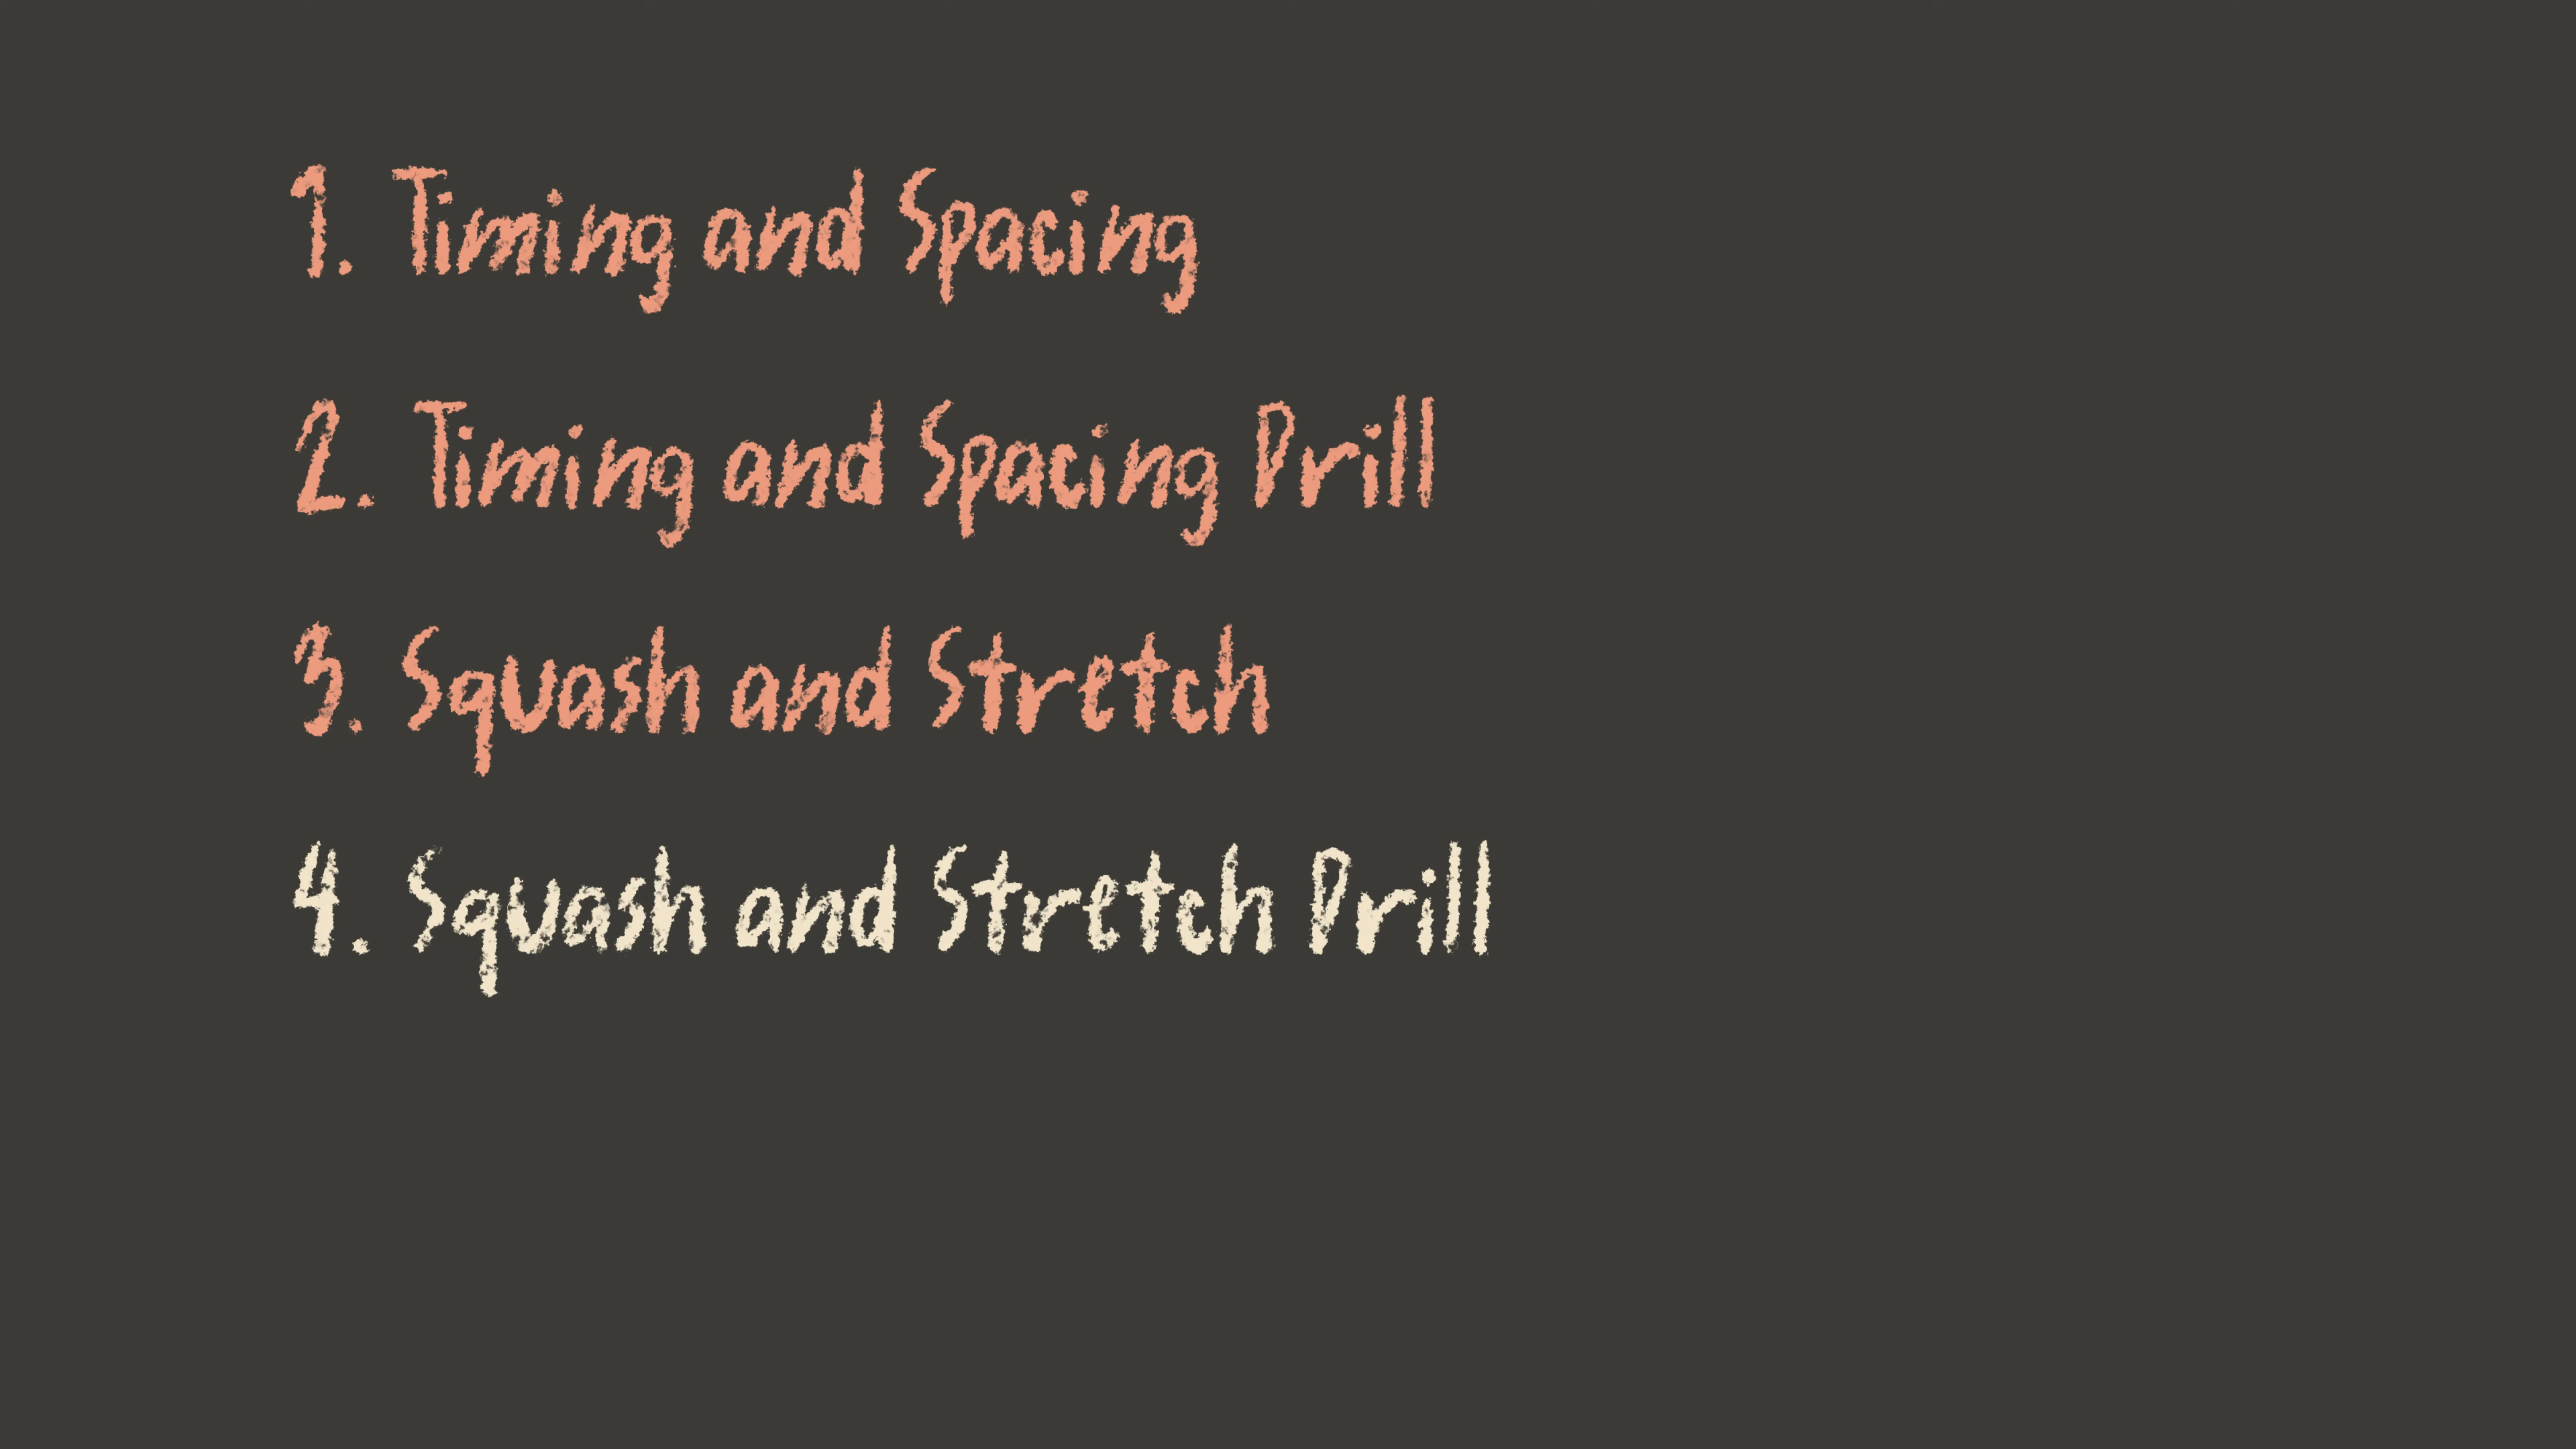 1. Timing and Spacing
2. Timing and Spacing Drill
3. Squash and Stretch
4. Squash and Stretch Drill